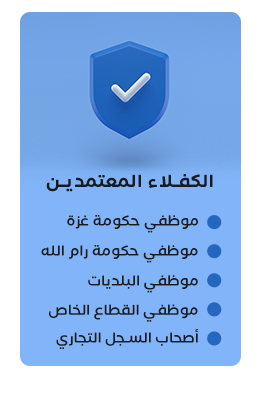 الكفلاء المعتمدين
موظفي حكومة غزة
موظفي حكومة رام الله
موظفي البلديات
موظفي القطاع الخاص
أصحاب السجل التجاري